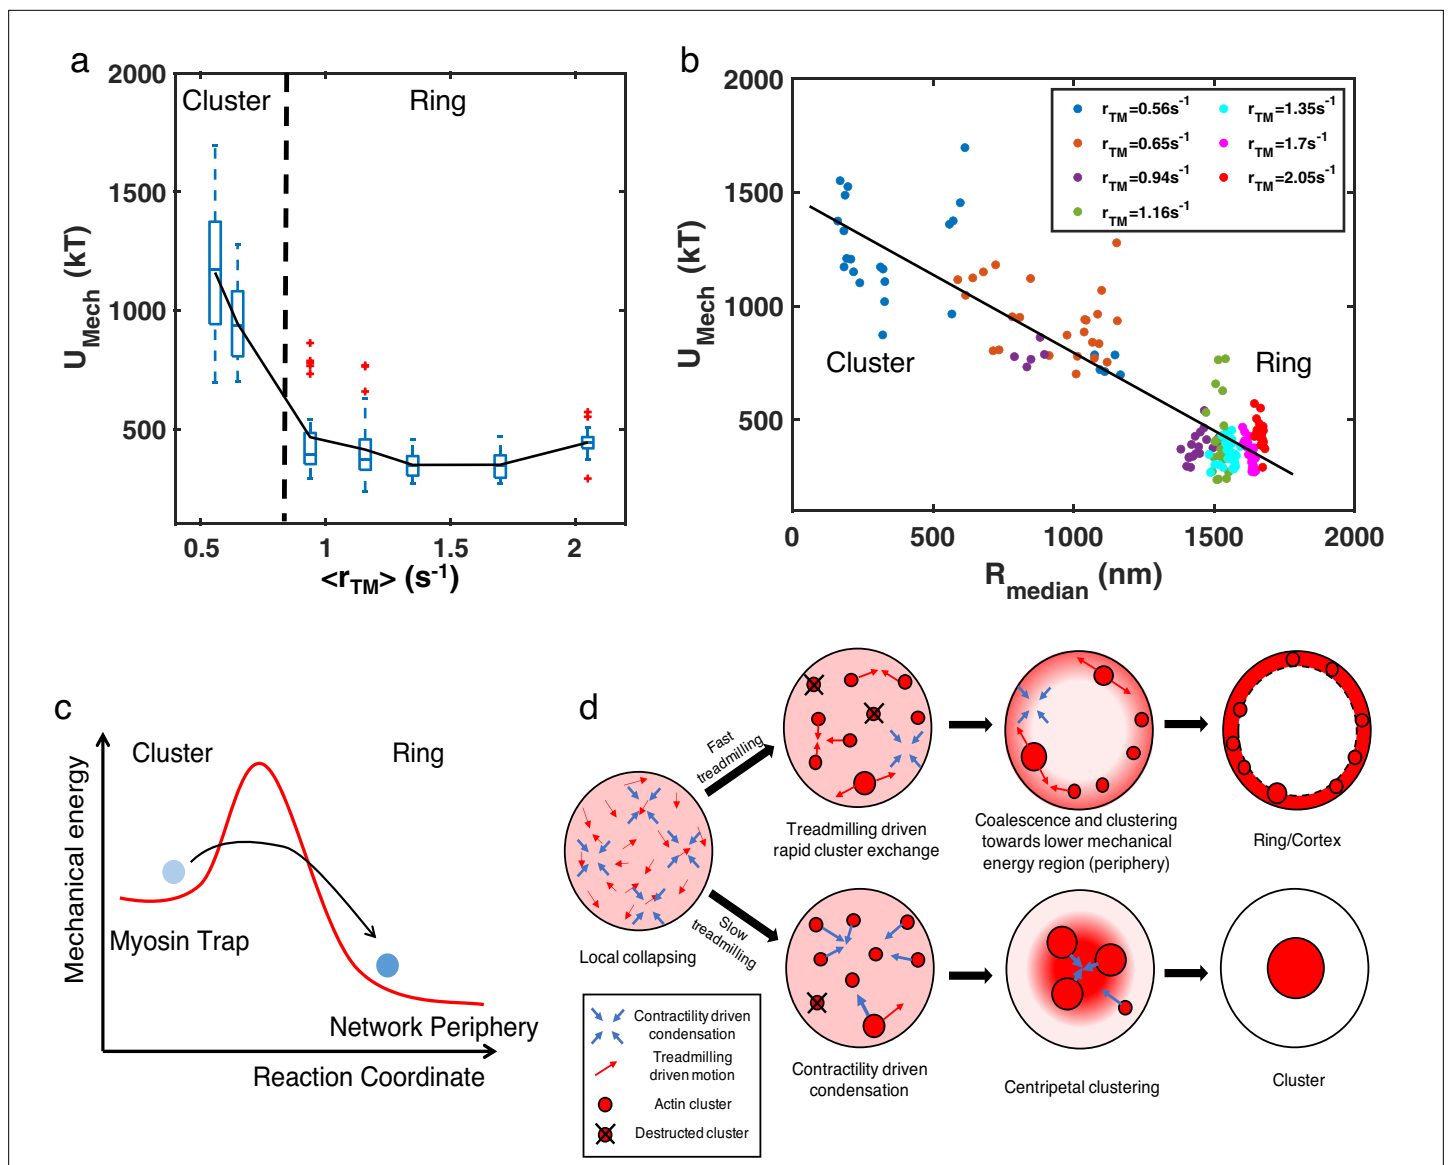 a
2000
1500
1000
500
U_Mech (kT)
Cluster
Ring
0.5
1
1.5
2
<r_TM> (s^-1)
b
2000
1500
1000
500
U_Mech (kT)
r_TM=0.56s^-1
r_TM=0.65s^-1
r_TM=0.94s^-1
r_TM=1.16s^-1
r_TM=1.35s^-1
r_TM=1.7s^-1
r_TM=2.05s^-1
Cluster
Ring
0
500
1000
1500
2000
R_median (nm)
c
Mechanical energy
Cluster
Ring
Myosin Trap
Network Periphery
Reaction Coordinate
d
Local collapsing
Fast
treadmilling
Slow
treadmilling
Treadmilling driven
rapid cluster exchange
Coalescence and clustering
towards lower mechanical
energy region (periphery)
Ring/Cortex
Contractility driven
condensation
Centripetal clustering
Cluster
Contractility driven
condensation
Treadmilling
driven motion
Actin cluster
Destructed cluster